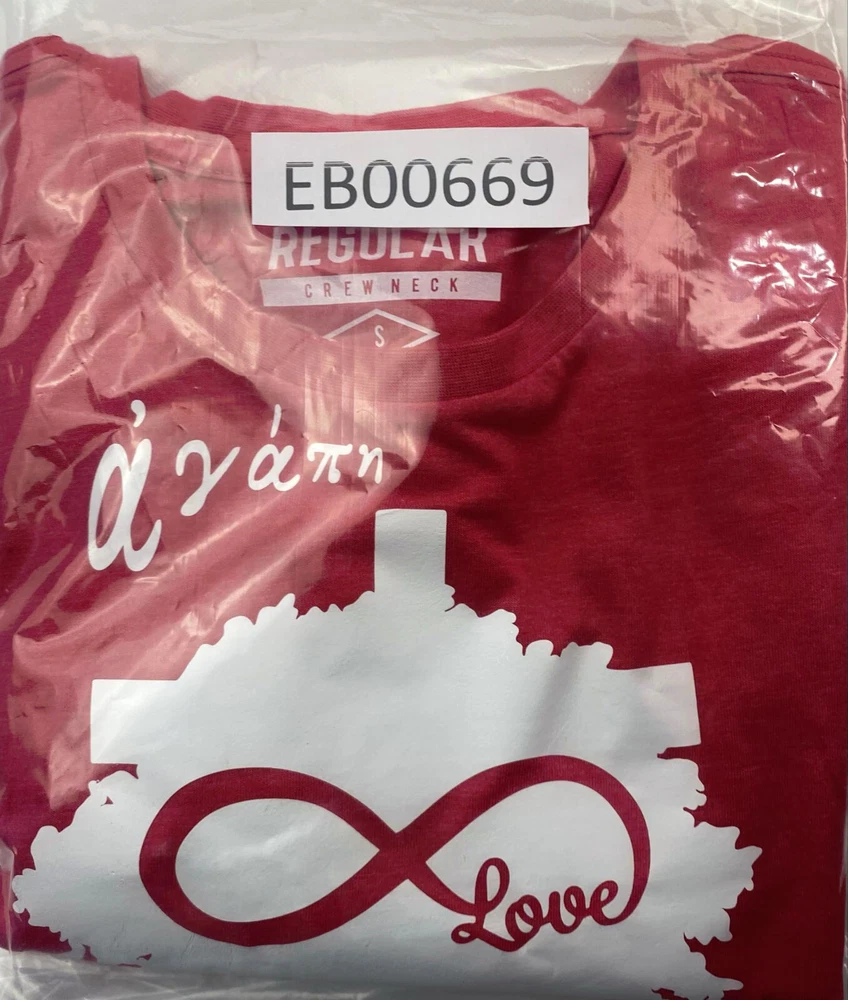 EB00669
REGULAR
CREW NECK
S
ἀγάπη
Love